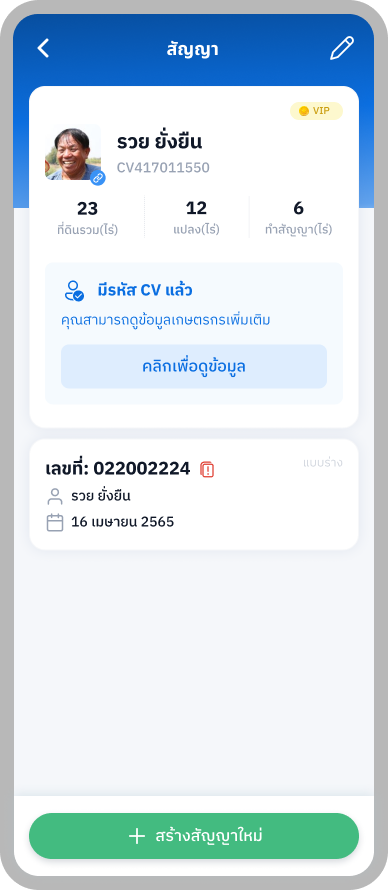 สัญญา
VIP
รวย ยั่งยืน
CV417011550
23
ที่ดินรวม(ไร่)
12
แปลง(ไร่)
6
ทำสัญญา(ไร่)
มีรหัส CV แล้ว
คุณสามารถดูข้อมูลเกษตรกรเพิ่มเติม
คลิกเพื่อดูข้อมูล
เลขที่: 022002224
แบบร่าง
รวย ยั่งยืน
16 เมษายน 2565
สร้างสัญญาใหม่